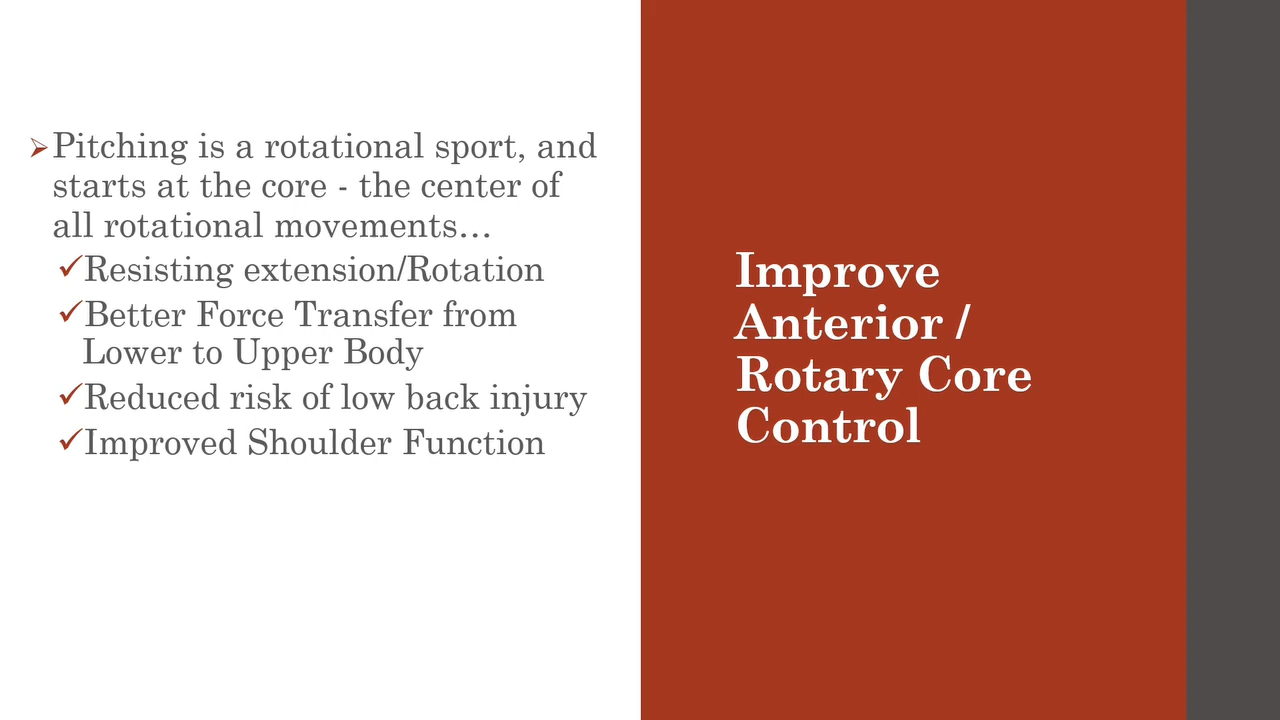 Pitching is a rotational sport, and
starts at the core - the center of
all rotational movements…
Resisting extension/Rotation
Better Force Transfer from
Lower to Upper Body
Reduced risk of low back injury
Improved Shoulder Function
Improve
Anterior /
Rotary Core
Control